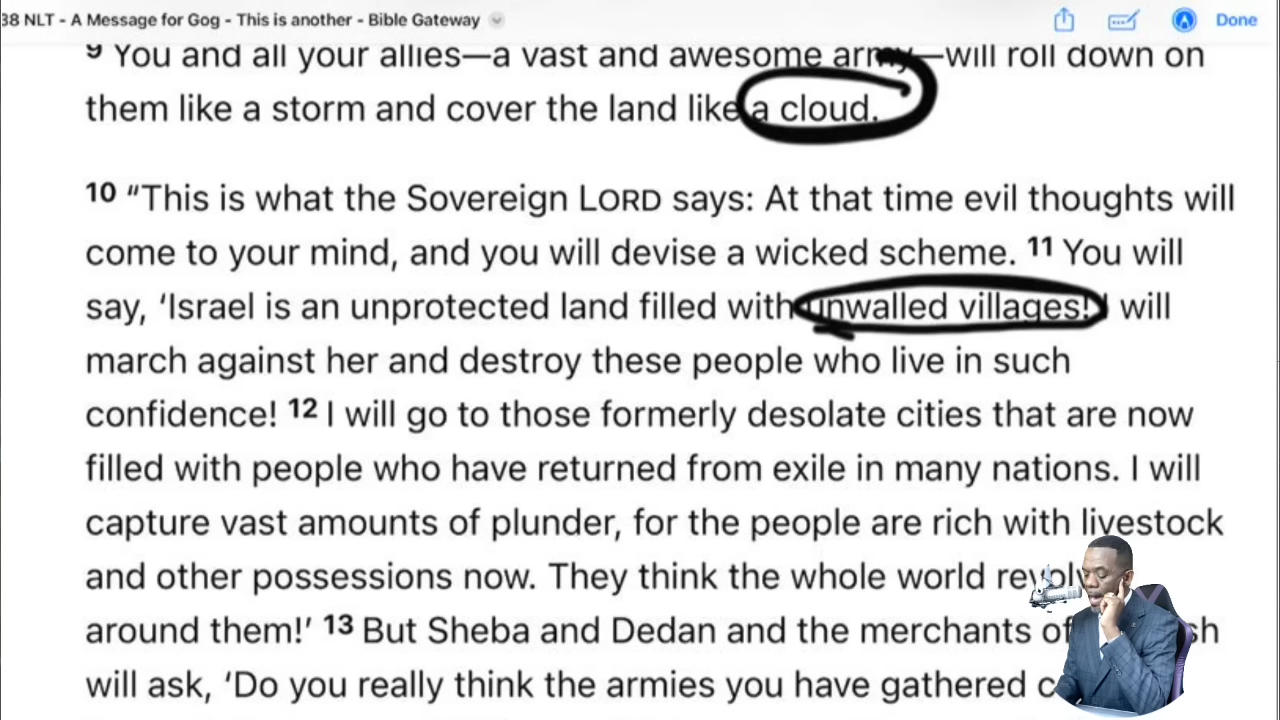 38 NLT - A Message for Gog - This is another - Bible Gateway
Done
9 You and all your allies—a vast and awesome army—will roll down on
them like a storm and cover the land like a cloud.
10 "This is what the Sovereign LORD says: At that time evil thoughts will
come to your mind, and you will devise a wicked scheme. 11 You will
say, ‘Israel is an unprotected land filled with unwalled villages! I will
march against her and destroy these people who live in such
confidence! 12 I will go to those formerly desolate cities that are now
filled with people who have returned from exile in many nations. I will
capture vast amounts of plunder, for the people are rich with livestock
and other possessions now. They think the whole world
around them!’ 13 But Sheba and Dedan and the merchants of
will ask, ‘Do you really think the armies you have gathered